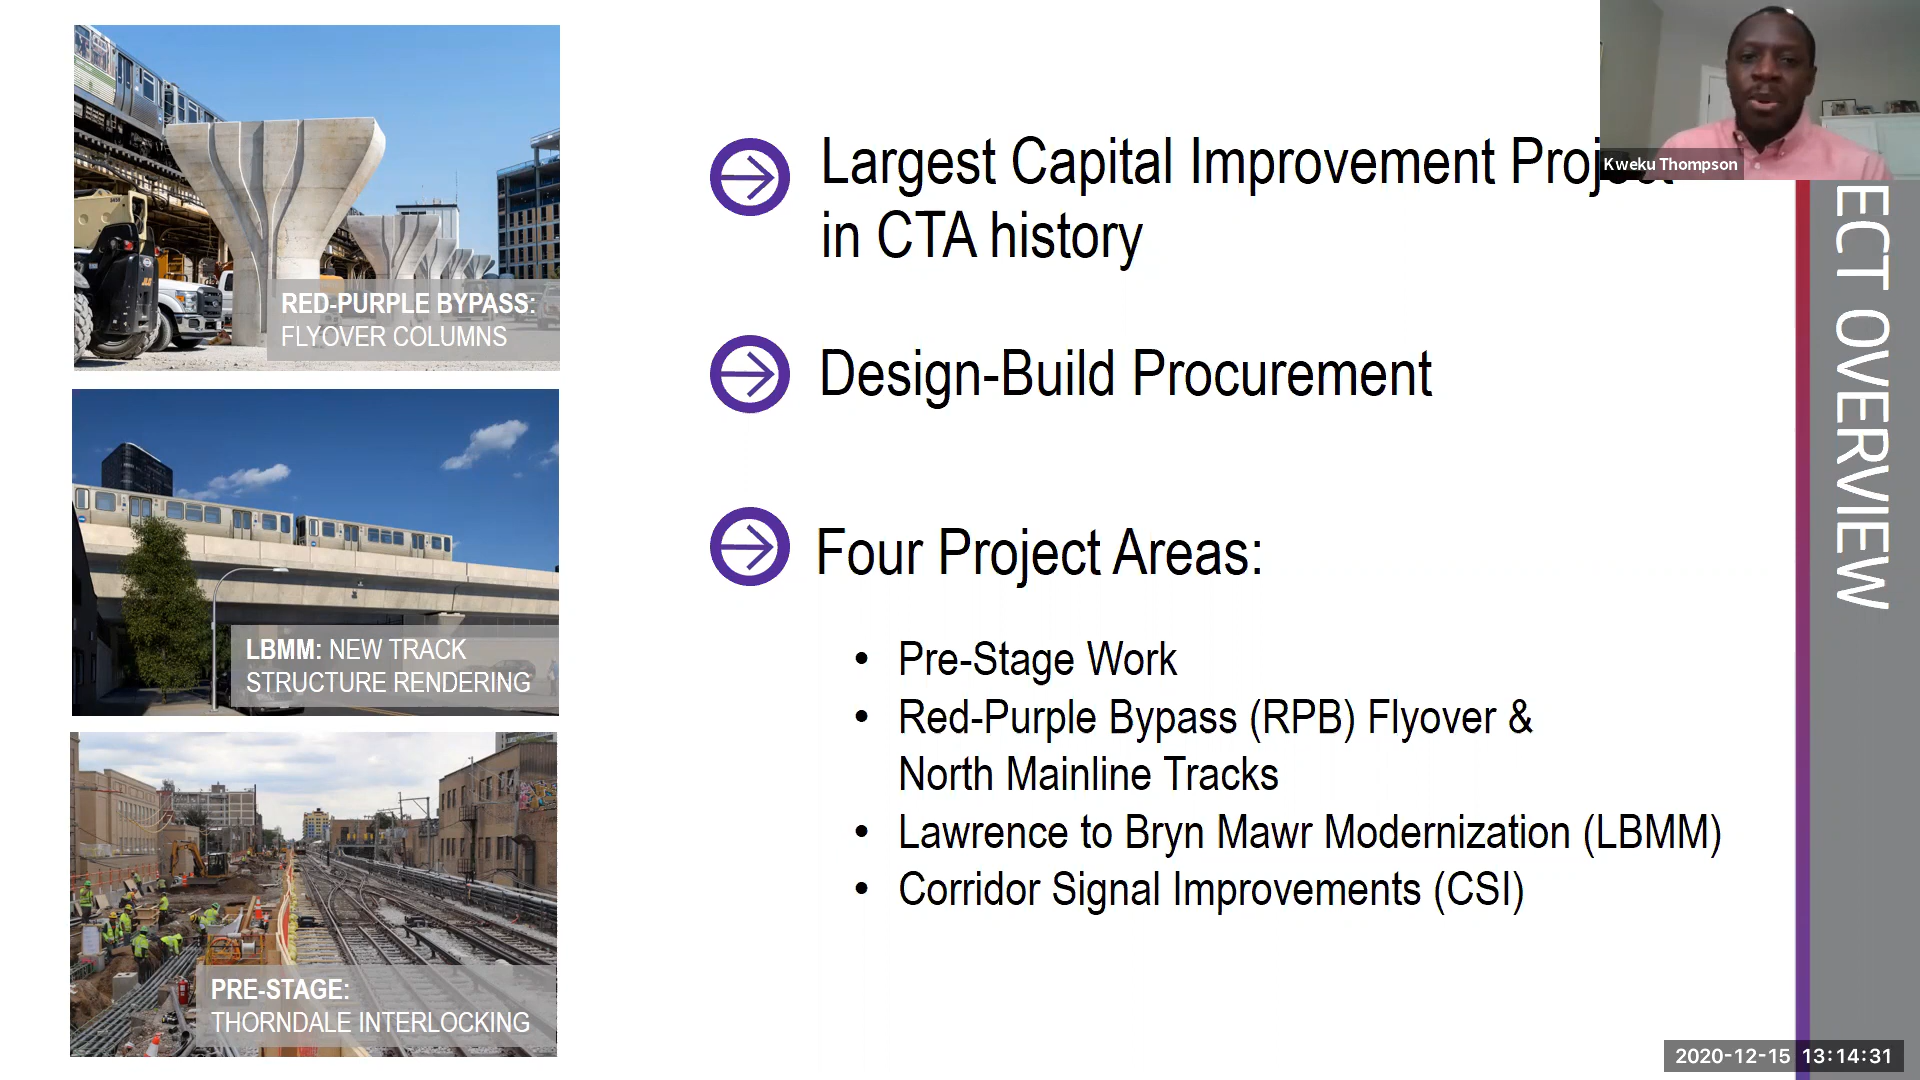 RED-PURPLE BYPASS:
FLYOVER COLUMNS
LBMM: NEW TRACK
STRUCTURE RENDERING
PRE-STAGE:
THORNDALE INTERLOCKING
Largest Capital Improvement Project
in CTA history
Design-Build Procurement
Four Project Areas:
• Pre-Stage Work
• Red-Purple Bypass (RPB) Flyover &
North Mainline Tracks
• Lawrence to Bryn Mawr Modernization (LBMM)
• Corridor Signal Improvements (CSI)
Kweku Thompson
ECT OVERVIEW
2020-12-15 13:14:31